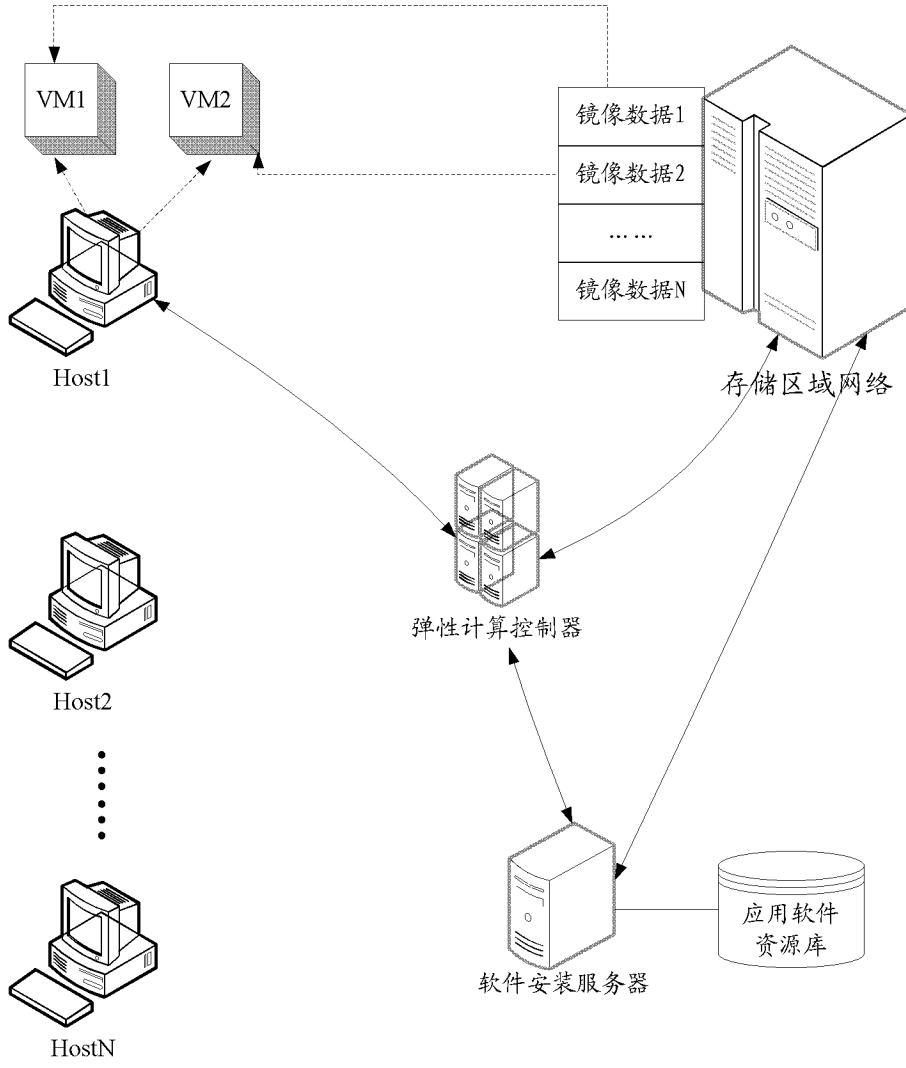 VM1
VM2
镜像数据1
镜像数据2
... ...
镜像数据N
Host1
存储区域网络
弹性计算控制器
Host2
应用软件
资源库
软件安装服务器
HostN